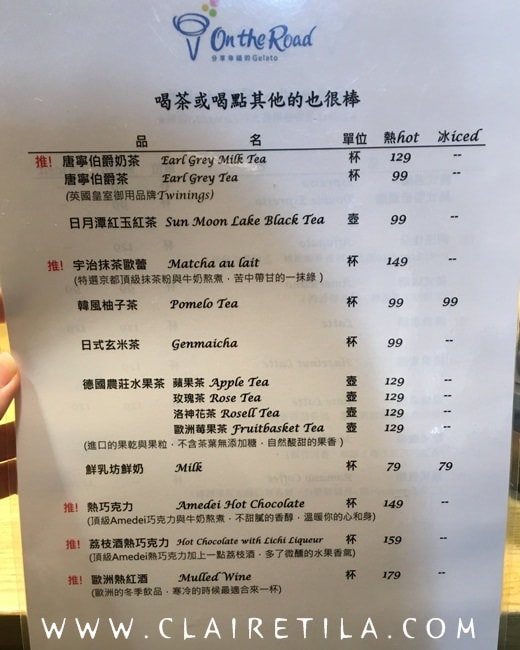 On the Road
分享幸福的Gelato
喝茶或喝點其他的也很棒
品 名 單位 熱hot 冰iced
推! 唐寧伯爵奶茶 Earl Grey Milk Tea 杯 129 --
唐寧伯爵茶 Earl Grey Tea 杯 99 --
(英國皇室御用品牌Twinings)
日月潭紅玉紅茶 Sun Moon Lake Black Tea 壺 99 --
推! 宇治抹茶歐蕾 Matcha au lait 杯 149 --
(特選京都頂級抹茶粉與牛奶熬煮，苦中帶甘的一抹綠)
韓風柚子茶 Pomelo Tea 杯 99 99
日式玄米茶 Genmaicha 杯 99 --
德國農莊水果茶 蘋果茶 Apple Tea 壺 129 --
玫瑰茶 Rose Tea 壺 129 --
洛神花茶 Rosell Tea 壺 129 --
歐洲莓果茶 Fruitbasket Tea 壺 129 --
(進口的果乾與果粒，不含茶葉無添加糖，自然酸甜的果香)
鮮乳坊鮮奶 Milk 杯 79 79
推! 熱巧克力 Amedei Hot Chocolate 杯 149 --
(頂級Amedei巧克力與牛奶熬煮，不甜膩的香醇，溫暖你的心和身)
推! 荔枝酒熱巧克力 Hot Chocolate with Lichi Liqueur 杯 159 --
(頂級Amedei熱巧克力加上一點荔枝酒，多了微醺的水果香氣)
推! 歐洲熱紅酒 Mulled Wine 杯 179 --
(歐洲的冬季飲品，寒冷的時候最適合來一杯)
WWW.CLAIRETILA.COM